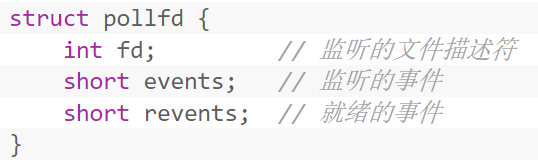 struct pollfd {
    int fd;         // 监听的文件描述符
    short events;   // 监听的事件
    short revents;  // 就绪的事件
}